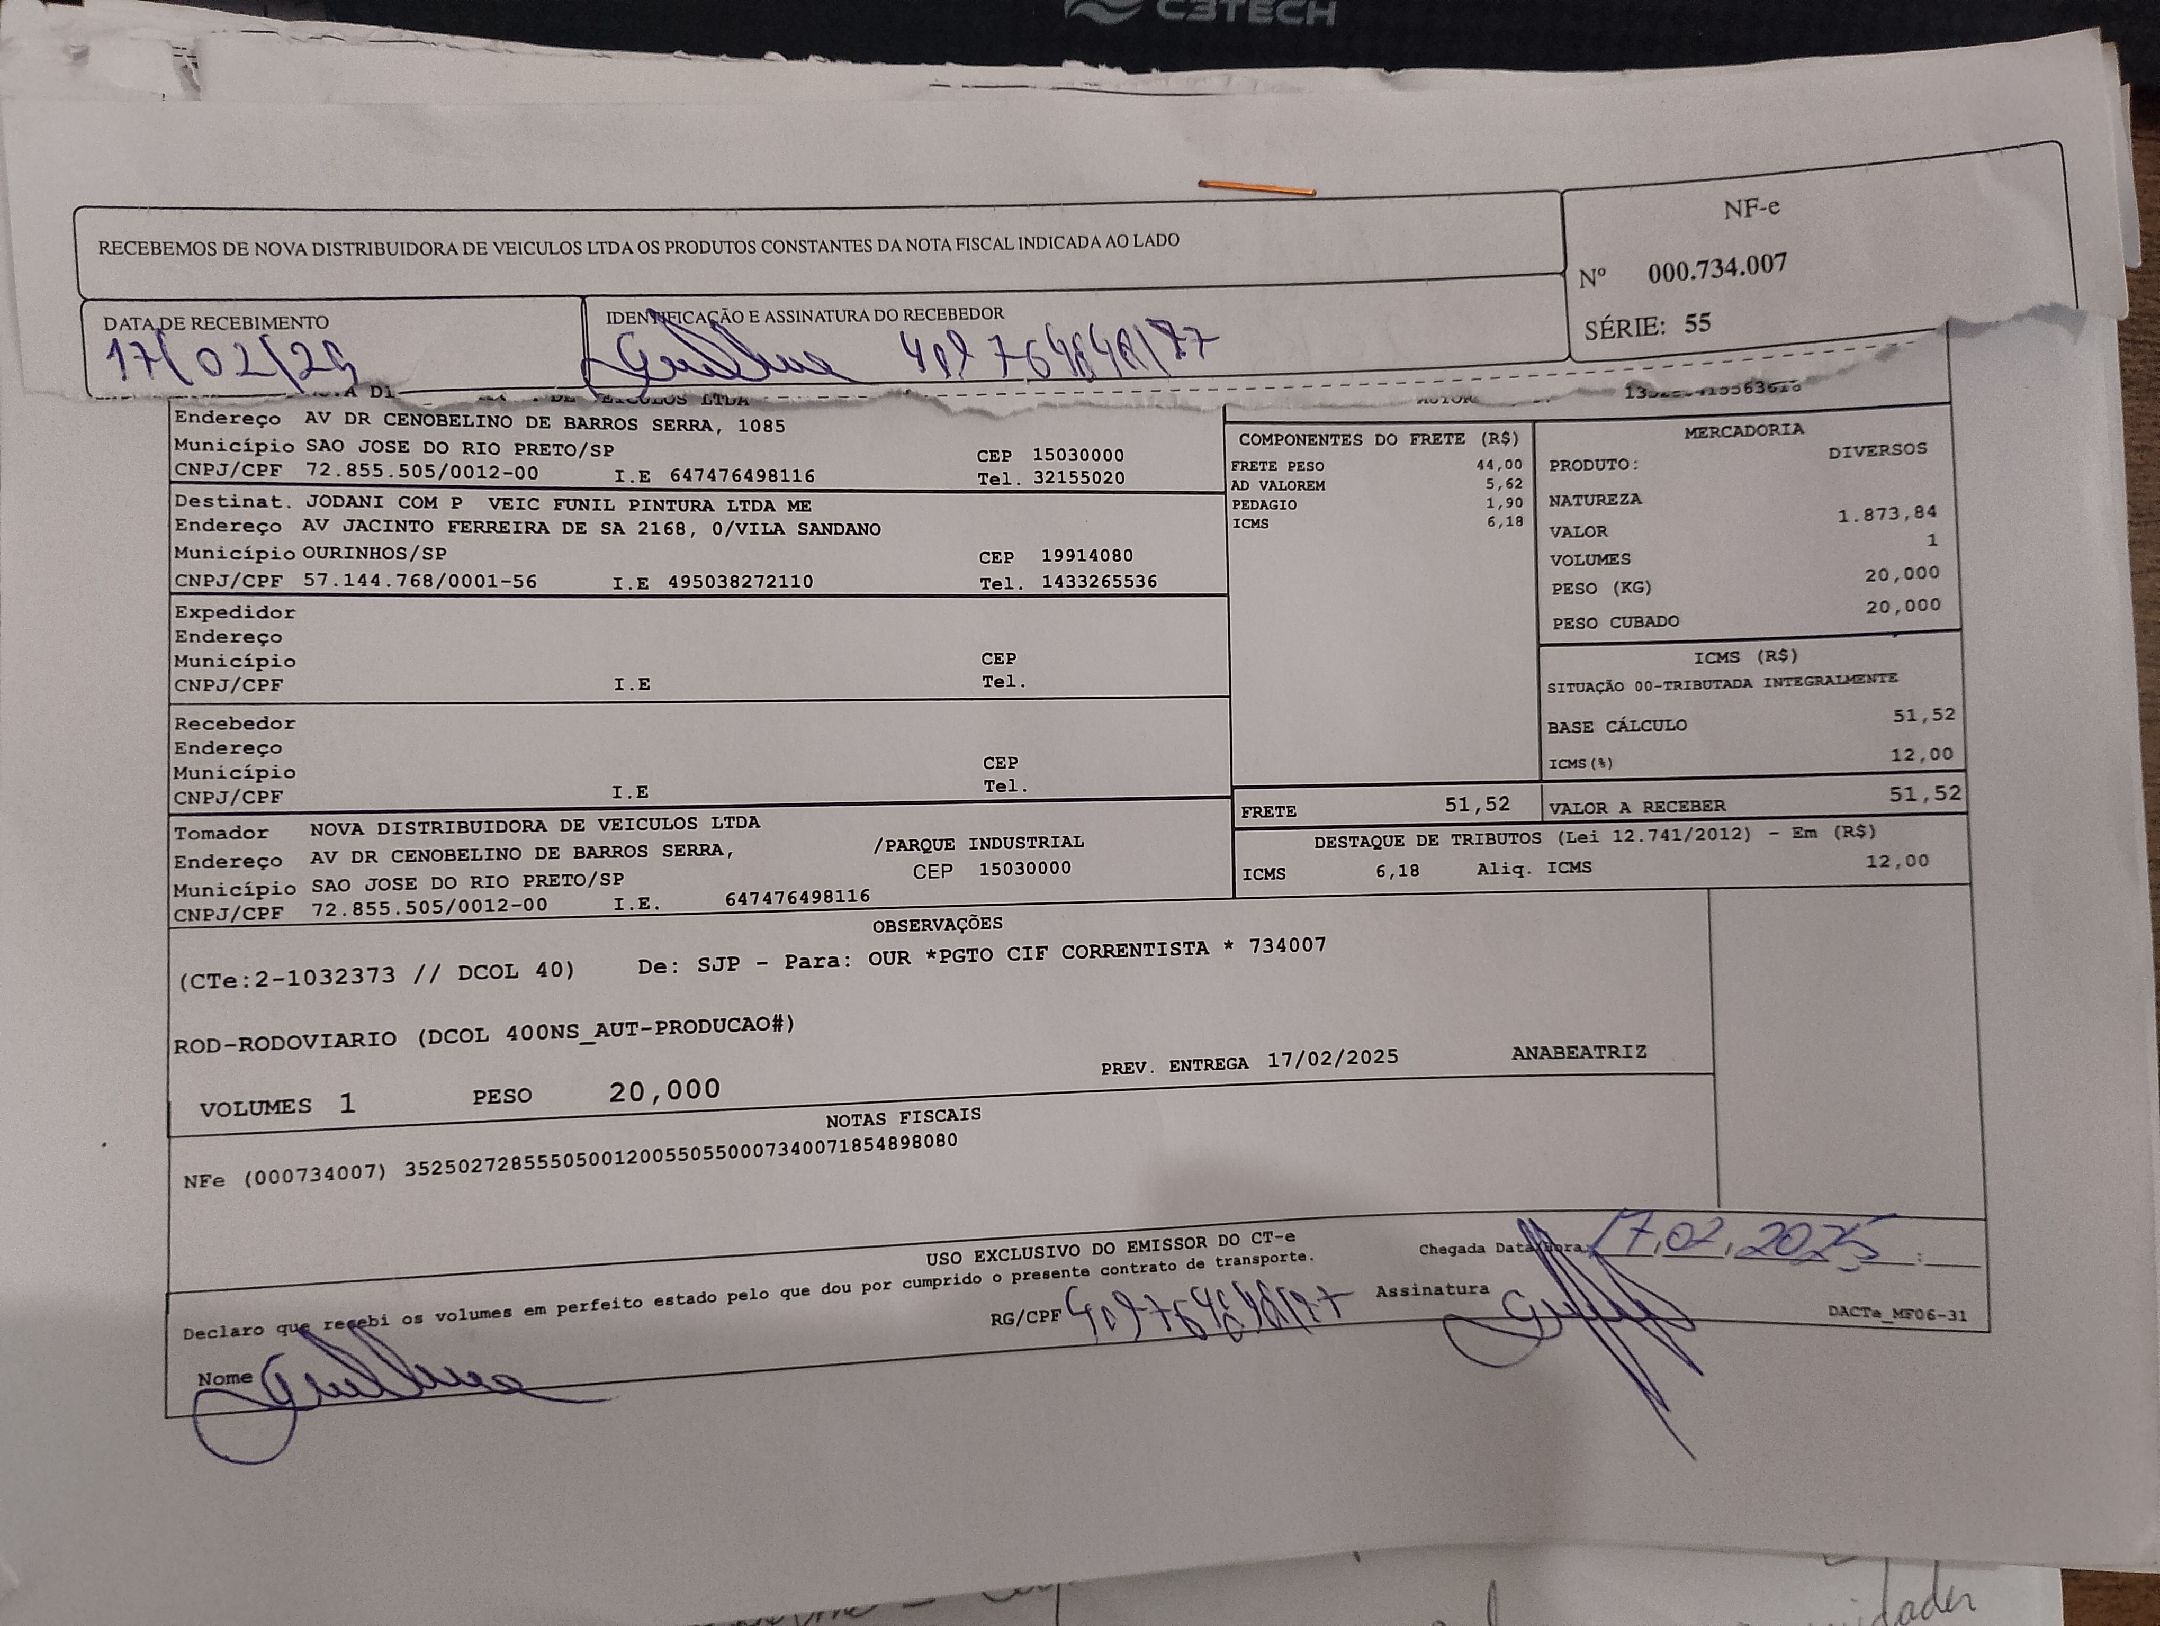 C3TECH
NF-e
RECEBEMOS DE NOVA DISTRIBUIDORA DE VEICULOS LTDA OS PRODUTOS CONSTANTES DA NOTA FISCAL INDICADA AO LADO
Nº 000.734.007
SÉRIE: 55
DATA DE RECEBIMENTO
17/02/25
IDENTIFICAÇÃO E ASSINATURA DO RECEBEDOR
DE VEICULOS LTDA
Endereço AV DR CENOBELINO DE BARROS SERRA, 1085
Município SAO JOSE DO RIO PRETO/SP CEP 15030000
CNPJ/CPF 72.855.505/0012-00 I.E 647476498116 Tel. 32155020
Destinat. JODANI COM P VEIC FUNIL PINTURA LTDA ME
Endereço AV JACINTO FERREIRA DE SA 2168, 0/VILA SANDANO
Município OURINHOS/SP CEP 19914080
CNPJ/CPF 57.144.768/0001-56 I.E 495038272110 Tel. 1433265536
Expedidor
Endereço
Município CEP
CNPJ/CPF I.E Tel.
Recebedor
Endereço
Município CEP
CNPJ/CPF I.E Tel.
Tomador NOVA DISTRIBUIDORA DE VEICULOS LTDA
Endereço AV DR CENOBELINO DE BARROS SERRA, /PARQUE INDUSTRIAL
Município SAO JOSE DO RIO PRETO/SP CEP 15030000
CNPJ/CPF 72.855.505/0012-00 I.E. 647476498116
COMPONENTES DO FRETE (R$)
FRETE PESO 44,00
AD VALOREM 5,62
PEDAGIO 1,90
ICMS 6,18
MERCADORIA
PRODUTO: DIVERSOS
NATUREZA
VALOR 1.873,84
VOLUMES 1
PESO (KG) 20,000
PESO CUBADO 20,000
ICMS (R$)
SITUAÇÃO 00-TRIBUTADA INTEGRALMENTE
BASE CÁLCULO 51,52
ICMS(%) 12,00
FRETE 51,52 VALOR A RECEBER 51,52
DESTAQUE DE TRIBUTOS (Lei 12.741/2012) - Em (R$)
ICMS 6,18 Aliq. ICMS 12,00
OBSERVAÇÕES
(CTe:2-1032373 // DCOL 40) De: SJP - Para: OUR *PGTO CIF CORRENTISTA * 734007
ROD-RODOVIARIO (DCOL 400NS_AUT-PRODUCAO#)
PREV. ENTREGA 17/02/2025 ANABEATRIZ
VOLUMES 1 PESO 20,000
NOTAS FISCAIS
NFe (000734007) 35250272855505001200550550007340071854898080
USO EXCLUSIVO DO EMISSOR DO CT-e
Chegada Data/Hora: 17,02,2025 :
Declaro que recebi os volumes em perfeito estado pelo que dou por cumprido o presente contrato de transporte.
Nome RG/CPF Assinatura
DACTe_MF06-31